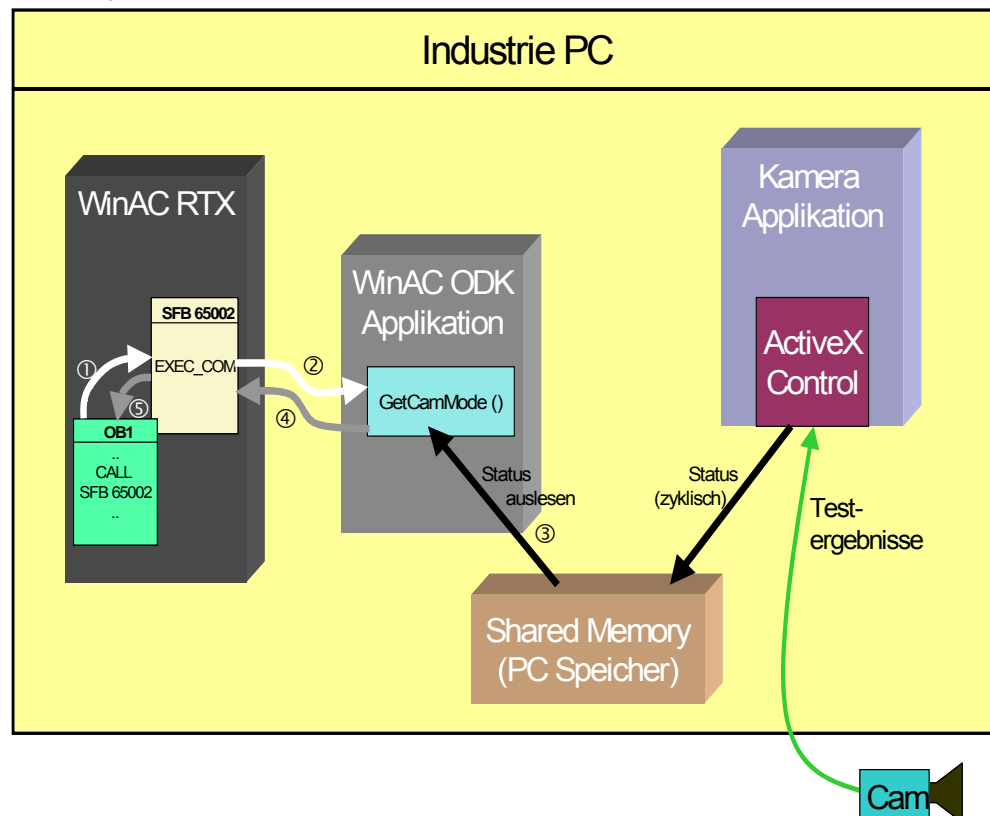 Industrie PC
WinAC RTX
SFB 65002
EXEC_COM
①
②
④
⑤
OB1
..
CALL
SFB 65002
..
WinAC ODK
Applikation
GetCamMode ()
Status
auslesen
③
Kamera
Applikation
ActiveX
Control
Status
(zyklisch)
Test-
ergebnisse
Shared Memory
(PC Speicher)
Cam